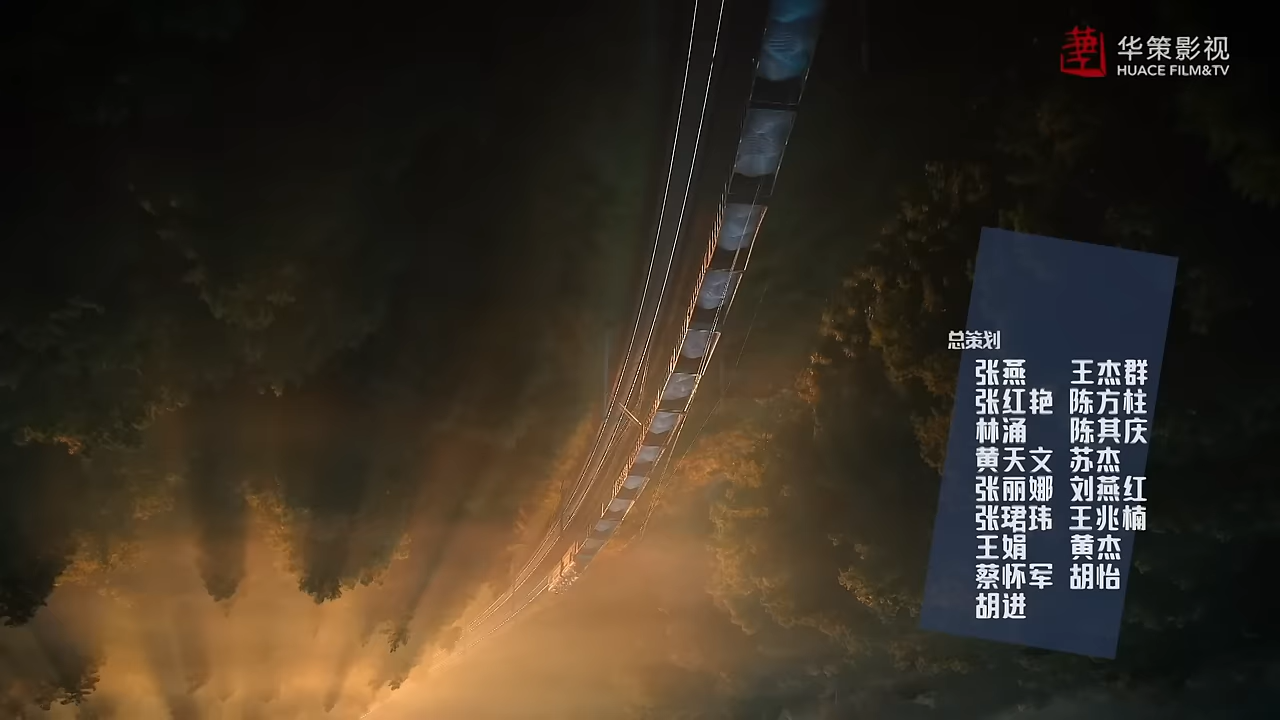 華
华策影视
HUACE FILM&TV
总策划
张燕 王杰群
张红艳 陈方柱
林涌 陈其庆
黄天文 苏杰
张丽娜 刘燕红
张珺玮 王兆楠
王娟 黄杰
蔡怀军 胡怡
胡进